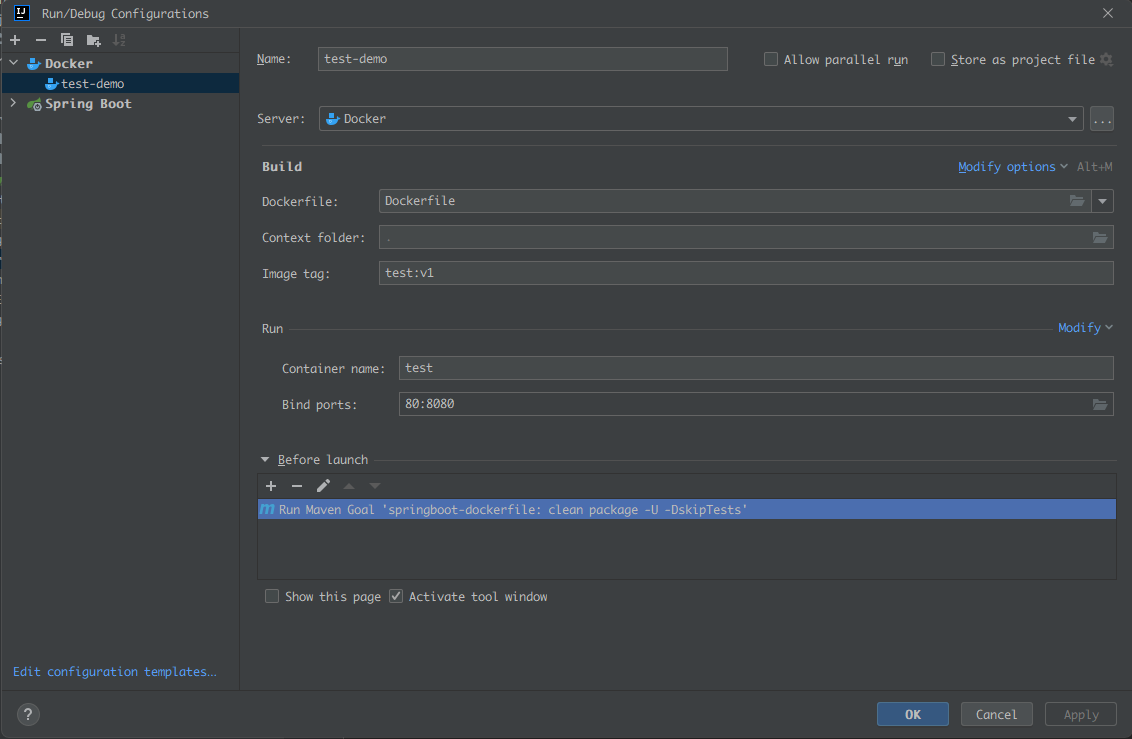 Run/Debug Configurations
Docker
test-demo
Spring Boot
Name: test-demo Allow parallel run Store as project file
Server: Docker ...
Build Modify options Alt+M
Dockerfile: Dockerfile
Context folder: .
Image tag: test:v1
Run Modify
Container name: test
Bind ports: 80:8080
Before launch
Run Maven Goal 'springboot-dockerfile: clean package -U -DskipTests'
Show this page Activate tool window
Edit configuration templates...
? OK Cancel Apply